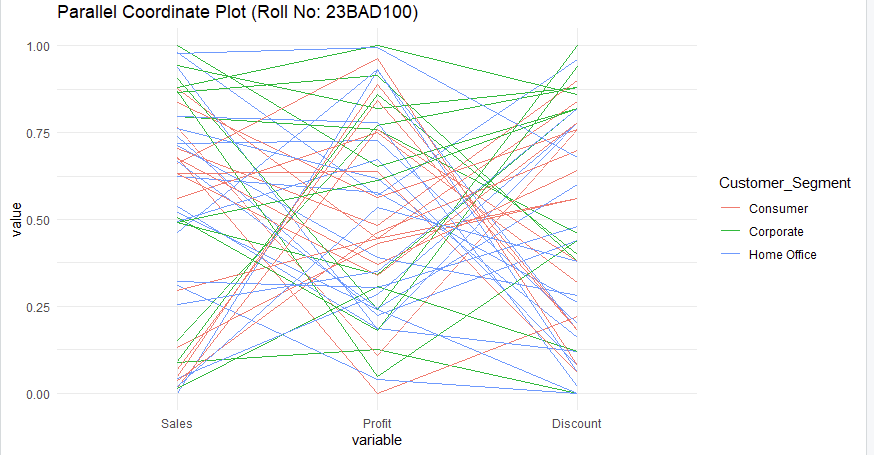 Parallel Coordinate Plot (Roll No: 23BAD100)
1.00
0.75
0.50
0.25
0.00
value
Sales
Profit
Discount
variable
Customer_Segment
Consumer
Corporate
Home Office